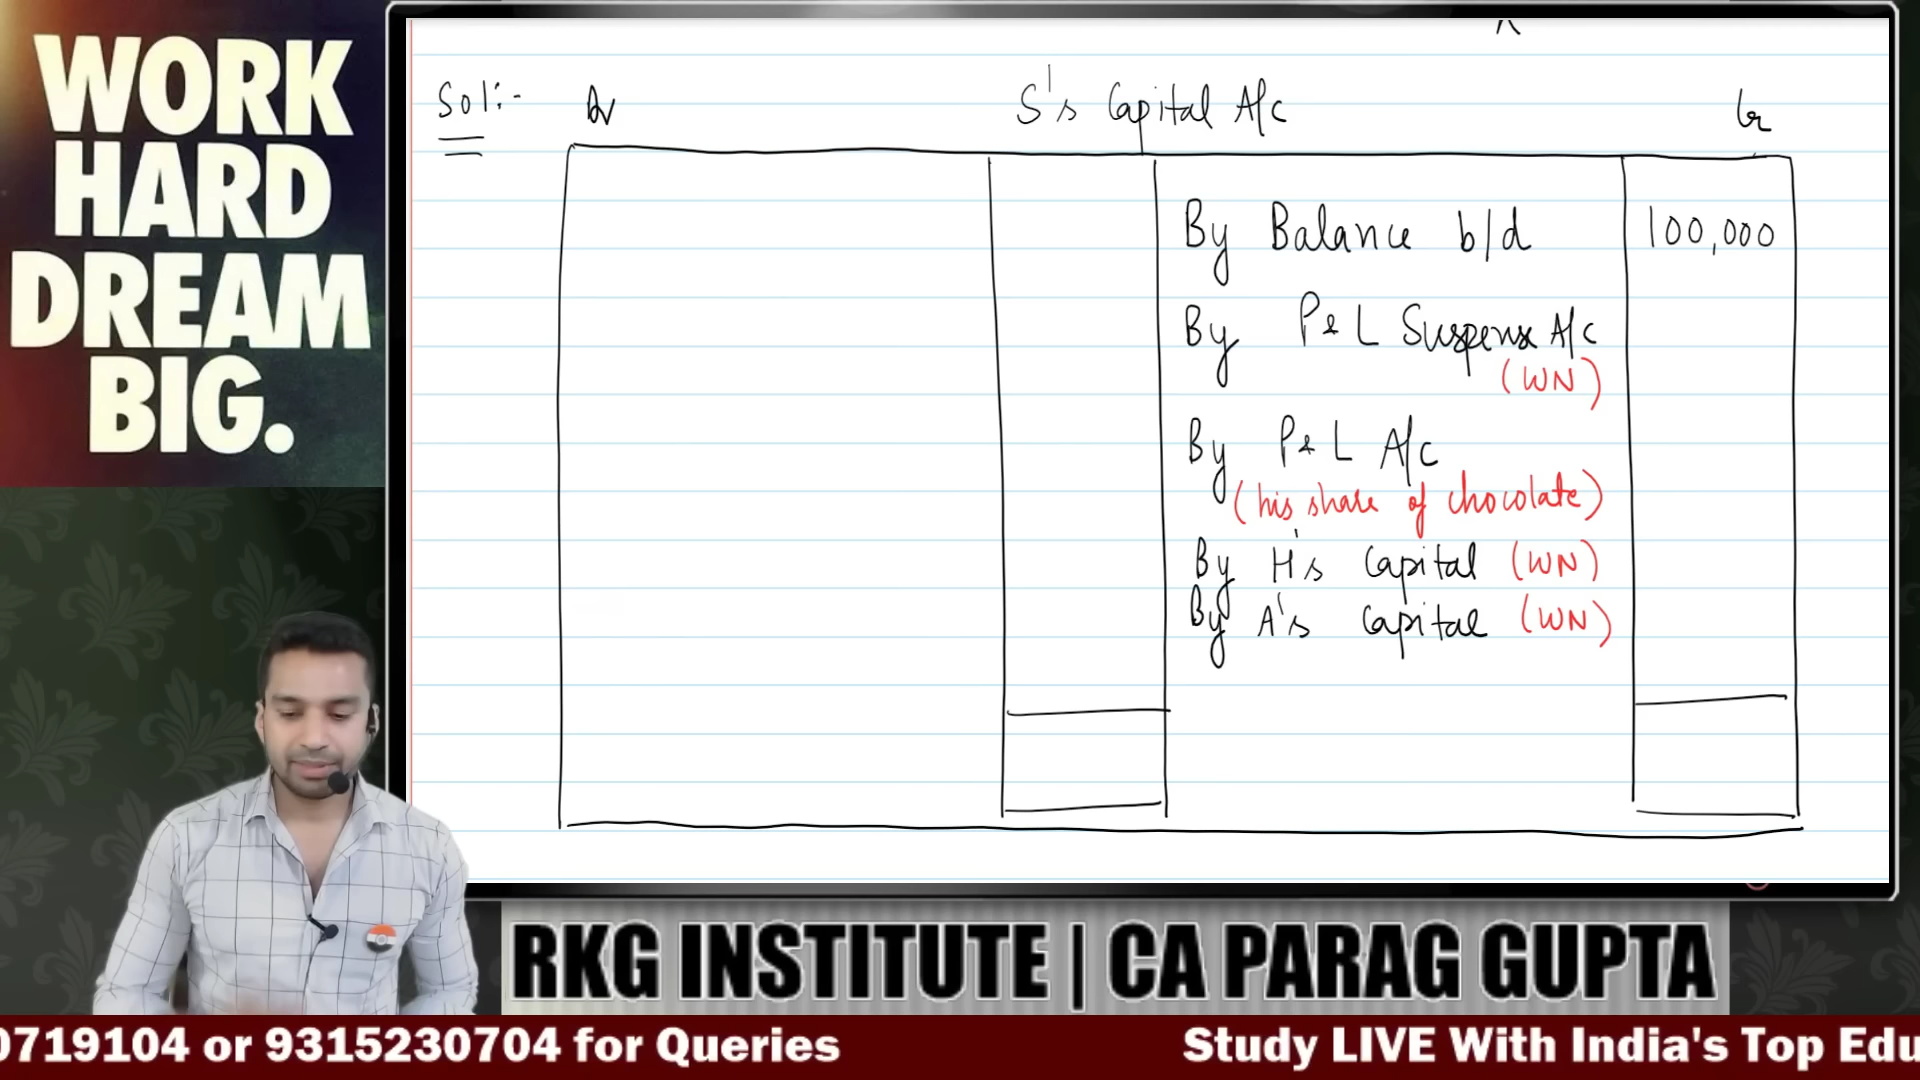 WORK
HARD
DREAM
BIG.
Sol:-
Dr
S's Capital A/c
Cr
By Balance b/d 100,000
By P & L Suspense A/c
(WN)
By P & L A/c
(his share of chocolate)
By H's Capital (WN)
By A's Capital (WN)
RKG INSTITUTE | CA PARAG GUPTA
0719104 or 9315230704 for Queries
Study LIVE With India's Top Edu